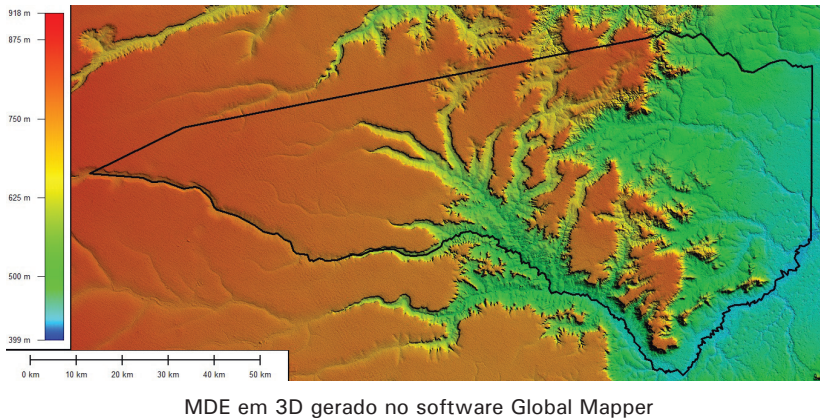 918 m
875 m
750 m
625 m
500 m
399 m
0 km 10 km 20 km 30 km 40 km 50 km
MDE em 3D gerado no software Global Mapper